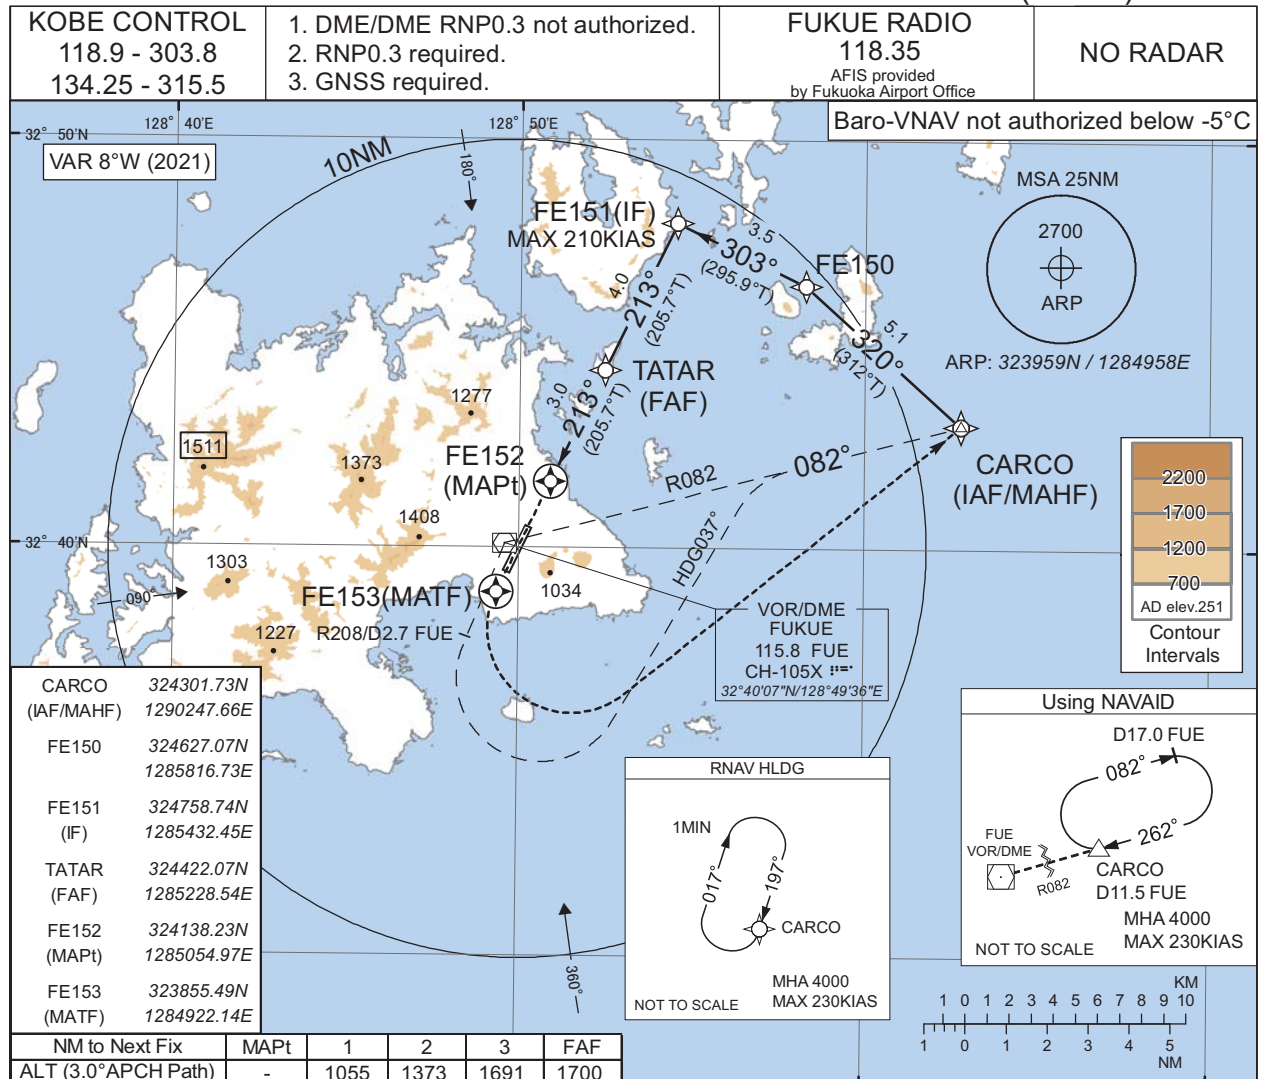 KOBE CONTROL
118.9 - 303.8
134.25 - 315.5
1. DME/DME RNP0.3 not authorized.
2. RNP0.3 required.
3. GNSS required.
FUKUE RADIO
118.35
AFIS provided
by Fukuoka Airport Office
NO RADAR
Baro-VNAV not authorized below -5°C
32° 50'N
128° 40'E
128° 50'E
VAR 8°W (2021)
10NM
180°
FE151(IF)
MAX 210KIAS
3.5
303°
(295.9°T)
FE150
MSA 25NM
2700
ARP
ARP: 323959N / 1284958E
4.0
213°
(205.7°T)
5.1
320°
(312°T)
TATAR
(FAF)
3.0
213°
(205.7°T)
1277
1511
1373
FE152
(MAPt)
R082
082°
CARCO
(IAF/MAHF)
1408
32° 40'N
1303
1034
HDG037°
090°
FE153(MATF)
R208/D2.7 FUE
1227
VOR/DME
FUKUE
115.8 FUE
CH-105X
32°40'07"N/128°49'36"E
2200
1700
1200
700
AD elev.251
Contour
Intervals
CARCO 324301.73N
(IAF/MAHF) 1290247.66E
FE150 324627.07N
1285816.73E
FE151 324758.74N
(IF) 1285432.45E
TATAR 324422.07N
(FAF) 1285228.54E
FE152 324138.23N
(MAPt) 1285054.97E
FE153 323855.49N
(MATF) 1284922.14E
360°
RNAV HLDG
1MIN
017°
197°
CARCO
MHA 4000
NOT TO SCALE MAX 230KIAS
Using NAVAID
D17.0 FUE
082°
262°
FUE
VOR/DME
R082
CARCO
D11.5 FUE
MHA 4000
NOT TO SCALE MAX 230KIAS
KM
1 0 1 2 3 4 5 6 7 8 9 10
1 0 1 2 3 4 5
NM
NM to Next Fix MAPt 1 2 3 FAF
ALT (3.0°APCH Path) - 1055 1373 1691 1700